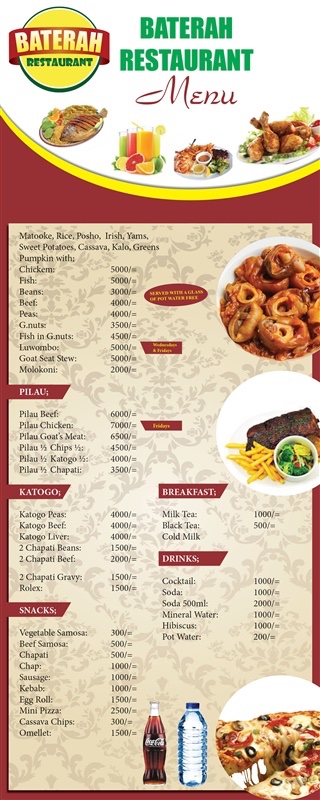 BATERAH
RESTAURANT
BATERAH
RESTAURANT
Menu
Matooke, Rice, Posho, Irish, Yams,
Sweet Potatoes, Cassava, Kalo, Greens
Pumpkin with;
Chickem: 5000/=
Fish: 5000/=
Beans: 3000/=
Beef: 4000/=
Peas: 4000/=
G.nuts: 3500/=
Fish in G.nuts: 4500/=
Luwombo: 5000/=
Goat Seat Stew: 5000/=
Molokoni: 2000/=
SERVED WITH A GLASS
OF POT WATER FREE
Wednesdays
& Fridays
PILAU;
Pilau Beef: 6000/=
Pilau Chicken: 7000/=
Fridays
Pilau Goat's Meat: 6500/=
Pilau ½ Chips ½: 4500/=
Pilau ½ Katogo ½: 4000/=
Pilau ½ Chapati: 3500/=
KATOGO;
Katogo Peas: 4000/=
Katogo Beef: 4000/=
Katogo Liver: 4000/=
2 Chapati Beans: 1500/=
2 Chapati Beef: 2000/=
2 Chapati Gravy: 1500/=
Rolex: 1500/=
SNACKS;
Vegetable Samosa: 300/=
Beef Samosa: 500/=
Chapati 500/=
Chap: 1000/=
Sausage: 1000/=
Kebab: 1000/=
Egg Roll: 1500/=
Mini Pizza: 2500/=
Cassava Chips: 300/=
Omellet: 1500/=
BREAKFAST;
Milk Tea: 1000/=
Black Tea: 500/=
Cold Milk
DRINKS;
Cocktail: 1000/=
Soda: 1000/=
Soda 500ml: 2000/=
Mineral Water: 1000/=
Hibiscus: 1000/=
Pot Water: 200/=
Coca-Cola